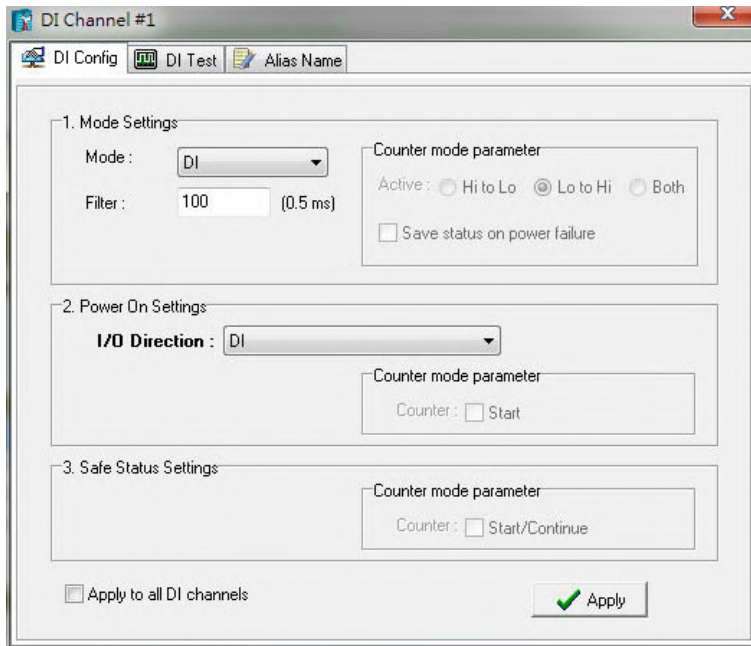 DI Channel #1
DI Config DI Test Alias Name
1. Mode Settings
Mode : DI
Filter : 100 (0.5 ms)
Counter mode parameter
Active : Hi to Lo Lo to Hi Both
Save status on power failure
2. Power On Settings
I/O Direction : DI
Counter mode parameter
Counter : Start
3. Safe Status Settings
Counter mode parameter
Counter : Start/Continue
Apply to all DI channels
Apply